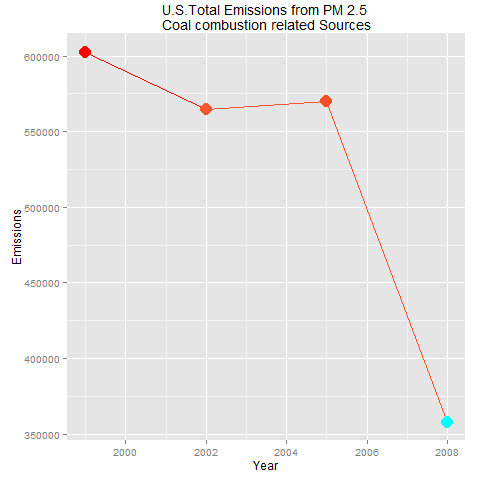 U.S.Total Emissions from PM 2.5
Coal combustion related Sources
600000
550000
500000
450000
400000
350000
Emissions
2000 2002 2004 2006 2008
Year